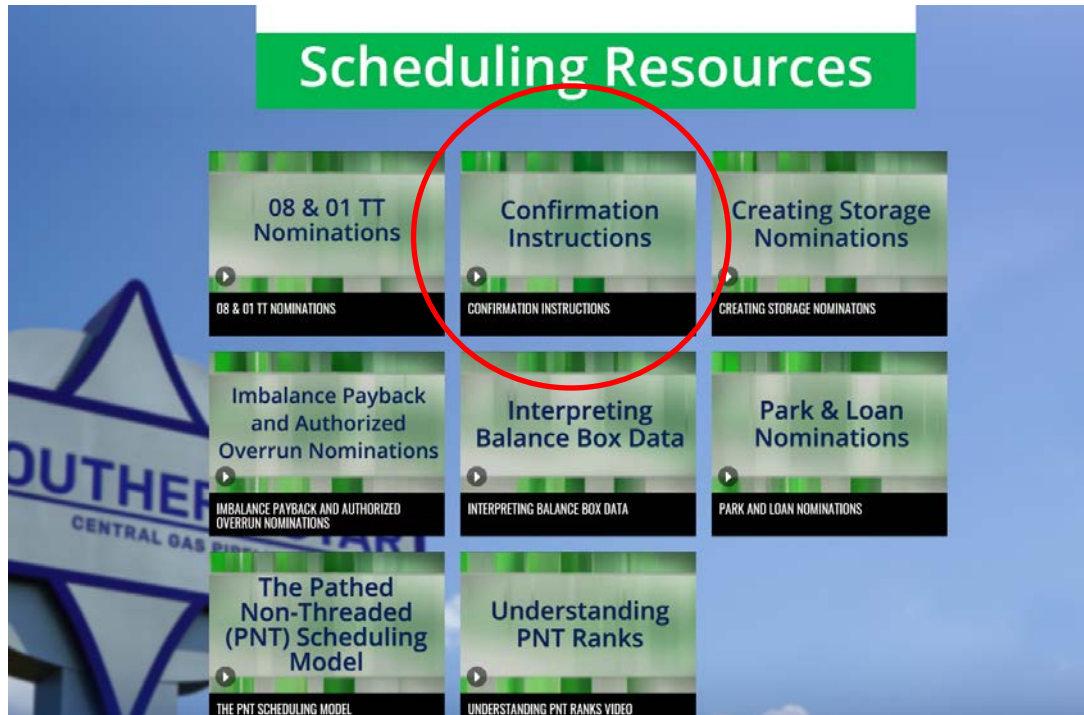 Scheduling Resources
08 & 01 TT
Nominations
08 & 01 TT NOMINATIONS
Confirmation
Instructions
CONFIRMATION INSTRUCTIONS
Creating Storage
Nominations
CREATING STORAGE NOMINATONS
Imbalance Payback
and Authorized
Overrun Nominations
IMBALANCE PAYBACK AND AUTHORIZED
OVERRUN NOMINATIONS
Interpreting
Balance Box Data
INTERPRETING BALANCE BOX DATA
Park & Loan
Nominations
PARK AND LOAN NOMINATIONS
The Pathed
Non-Threaded
(PNT) Scheduling
Model
THE PNT SCHEDULING MODEL
Understanding
PNT Ranks
UNDERSTANDING PNT RANKS VIDEO
CENTRAL GAS